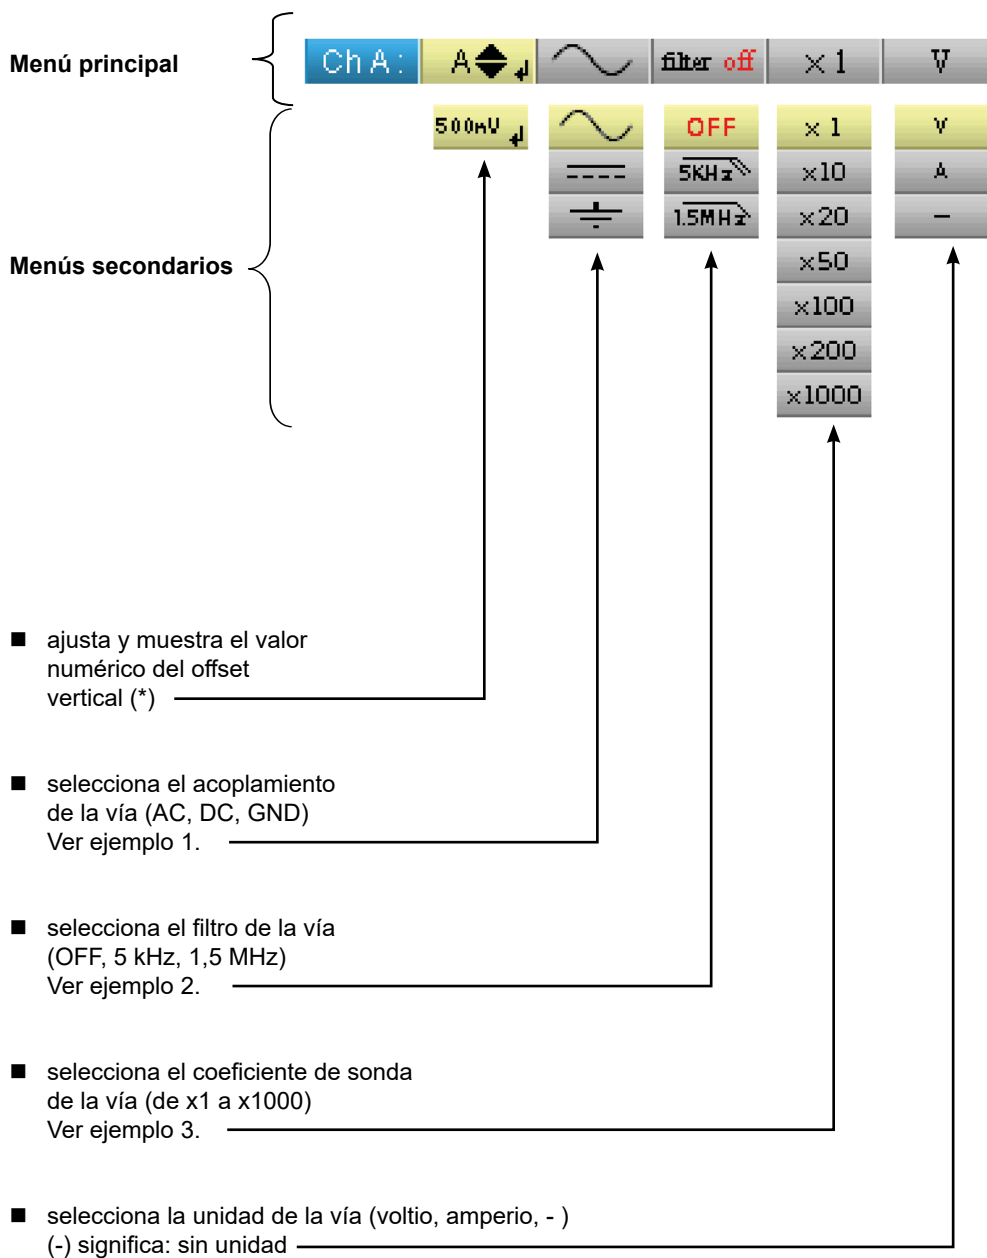 Menú principal
Ch A: A filter off ×1 V
Menús secondarios
500mV OFF ×1 V
5KHz ×10 A
1.5MHz ×20 −
×50
×100
×200
×1000
■ ajusta y muestra el valor
numérico del offset
vertical (*)
■ selecciona el acoplamiento
de la vía (AC, DC, GND)
Ver ejemplo 1.
■ selecciona el filtro de la vía
(OFF, 5 kHz, 1,5 MHz)
Ver ejemplo 2.
■ selecciona el coeficiente de sonda
de la vía (de x1 a x1000)
Ver ejemplo 3.
■ selecciona la unidad de la vía (voltio, amperio, - )
(-) significa: sin unidad